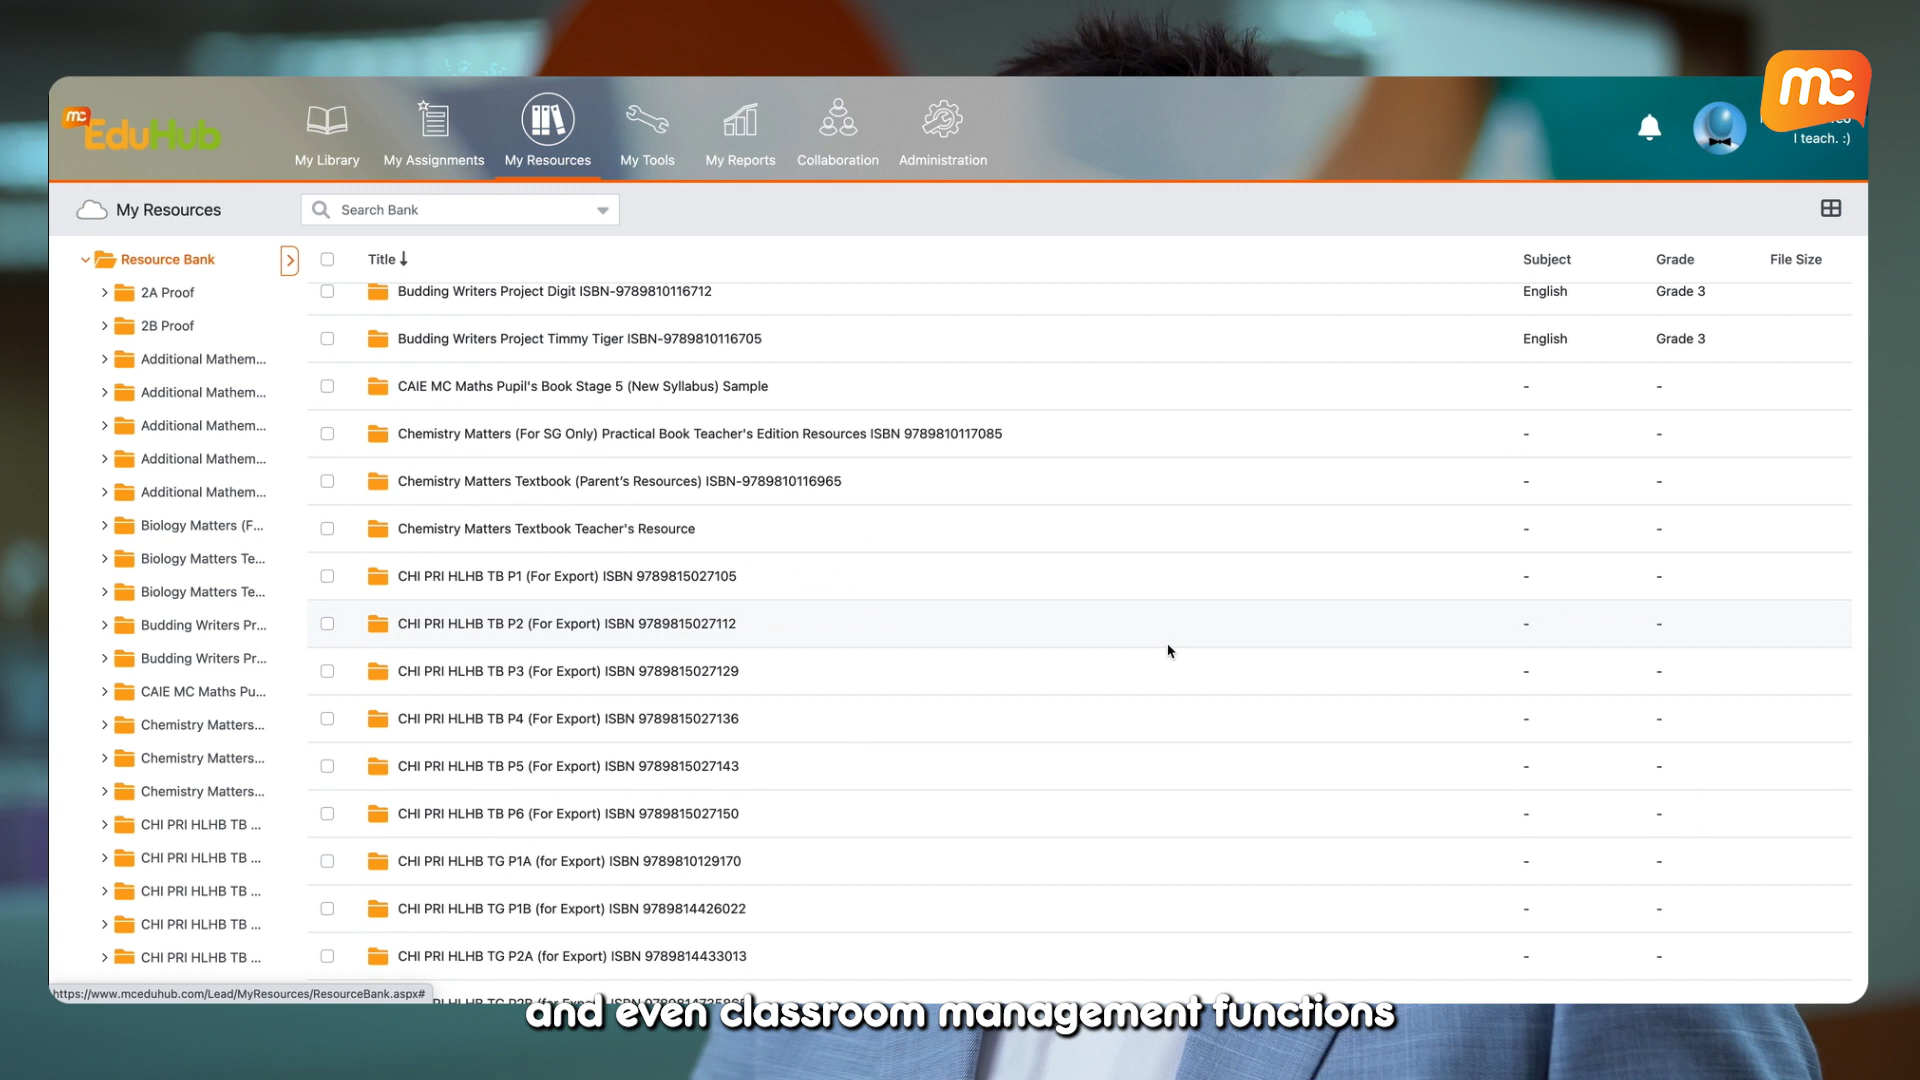 mc
mc
EduHub
My Library
My Assignments
My Resources
My Tools
My Reports
Collaboration
Administration
I teach. :)
My Resources
Search Bank
Resource Bank
2A Proof
2B Proof
Additional Mathem...
Additional Mathem...
Additional Mathem...
Additional Mathem...
Additional Mathem...
Biology Matters (F...
Biology Matters Te...
Biology Matters Te...
Budding Writers Pr...
Budding Writers Pr...
CAIE MC Maths Pu...
Chemistry Matters...
Chemistry Matters...
Chemistry Matters...
CHI PRI HLHB TB ...
CHI PRI HLHB TB ...
CHI PRI HLHB TB ...
CHI PRI HLHB TB ...
CHI PRI HLHB TB ...
Title Subject Grade File Size
Budding Writers Project Digit ISBN-9789810116712 English Grade 3
Budding Writers Project Timmy Tiger ISBN-9789810116705 English Grade 3
CAIE MC Maths Pupil's Book Stage 5 (New Syllabus) Sample - -
Chemistry Matters (For SG Only) Practical Book Teacher's Edition Resources ISBN 9789810117085 - -
Chemistry Matters Textbook (Parent's Resources) ISBN-9789810116965 - -
Chemistry Matters Textbook Teacher's Resource - -
CHI PRI HLHB TB P1 (For Export) ISBN 9789815027105 - -
CHI PRI HLHB TB P2 (For Export) ISBN 9789815027112 - -
CHI PRI HLHB TB P3 (For Export) ISBN 9789815027129 - -
CHI PRI HLHB TB P4 (For Export) ISBN 9789815027136 - -
CHI PRI HLHB TB P5 (For Export) ISBN 9789815027143 - -
CHI PRI HLHB TB P6 (For Export) ISBN 9789815027150 - -
CHI PRI HLHB TG P1A (for Export) ISBN 9789810129170 - -
CHI PRI HLHB TG P1B (for Export) ISBN 9789814426022 - -
CHI PRI HLHB TG P2A (for Export) ISBN 9789814433013 - -
https://www.mceduhub.com/Lead/MyResources/ResourceBank.aspx#
and even classroom management functions